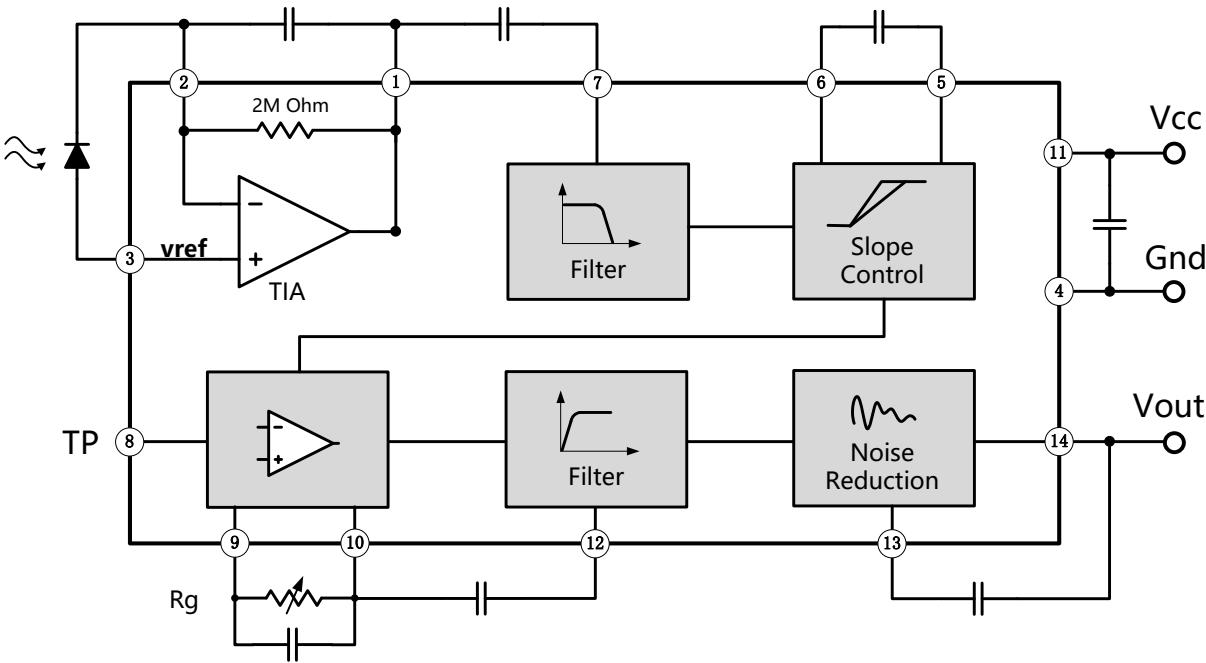 2
1
7
6
5
2M Ohm
Vcc
11
vref
3
TIA
Filter
Slope
Control
Gnd
4
TP
8
Filter
Noise
Reduction
14
Vout
9
10
12
13
Rg